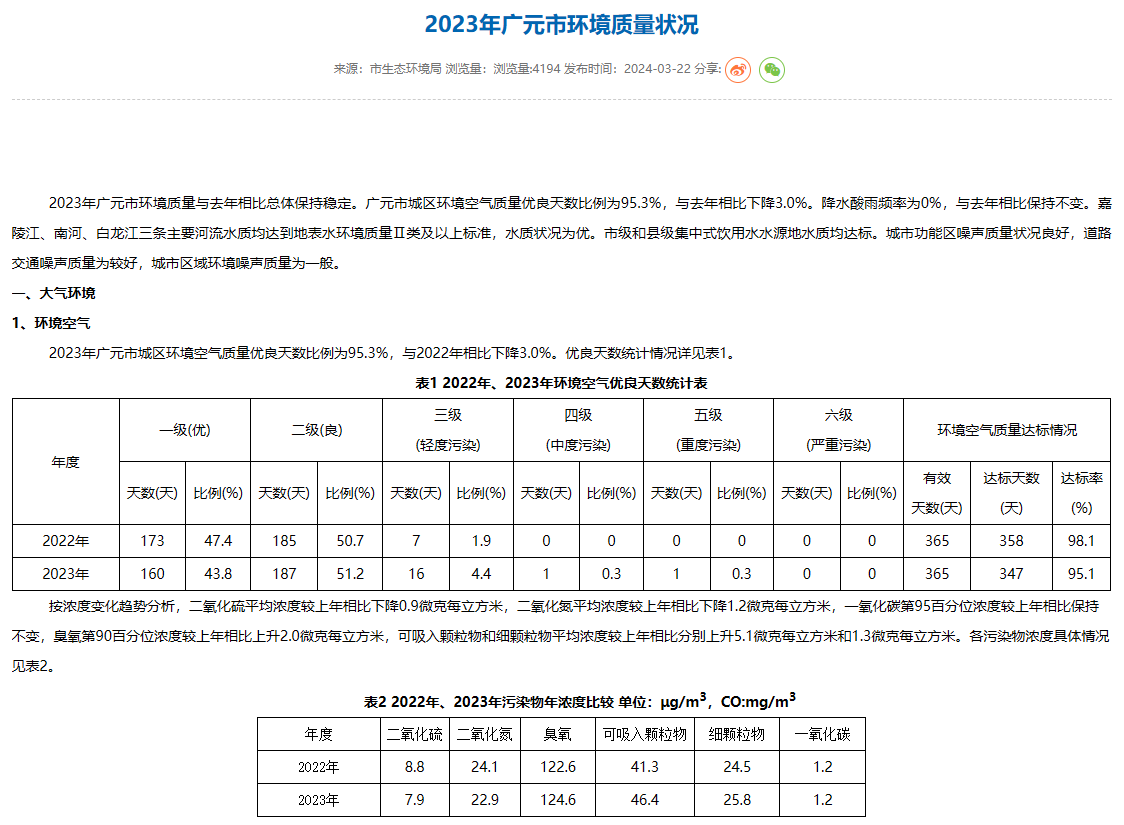 2023年广元市环境质量状况
来源：市生态环境局 浏览量：浏览量:4194 发布时间：2024-03-22 分享:
2023年广元市环境质量与去年相比总体保持稳定。广元市城区环境空气质量优良天数比例为95.3%，与去年相比下降3.0%。降水酸雨频率为0%，与去年相比保持不变。嘉
陵江、南河、白龙江三条主要河流水质均达到地表水环境质量Ⅱ类及以上标准，水质状况为优。市级和县级集中式饮用水水源地水质均达标。城市功能区噪声质量状况良好，道路
交通噪声质量为较好，城市区域环境噪声质量为一般。
一、大气环境
1、环境空气
2023年广元市城区环境空气质量优良天数比例为95.3%，与2022年相比下降3.0%。优良天数统计情况详见表1。
表1 2022年、2023年环境空气优良天数统计表
年度 一级(优) 二级(良) 三级 (轻度污染) 四级 (中度污染) 五级 (重度污染) 六级 (严重污染) 环境空气质量达标情况
天数(天) 比例(%) 天数(天) 比例(%) 天数(天) 比例(%) 天数(天) 比例(%) 天数(天) 比例(%) 天数(天) 比例(%) 有效 天数(天) 达标天数 (天) 达标率 (%)
2022年 173 47.4 185 50.7 7 1.9 0 0 0 0 0 0 365 358 98.1
2023年 160 43.8 187 51.2 16 4.4 1 0.3 1 0.3 0 0 365 347 95.1
按浓度变化趋势分析，二氧化硫平均浓度较上年相比下降0.9微克每立方米，二氧化氮平均浓度较上年相比下降1.2微克每立方米，一氧化碳第95百分位浓度较上年相比保持
不变，臭氧第90百分位浓度较上年相比上升2.0微克每立方米，可吸入颗粒物和细颗粒物平均浓度较上年相比分别上升5.1微克每立方米和1.3微克每立方米。各污染物浓度具体情况
见表2。
表2 2022年、2023年污染物年浓度比较 单位：μg/m³，CO:mg/m³
年度 二氧化硫 二氧化氮 臭氧 可吸入颗粒物 细颗粒物 一氧化碳
2022年 8.8 24.1 122.6 41.3 24.5 1.2
2023年 7.9 22.9 124.6 46.4 25.8 1.2